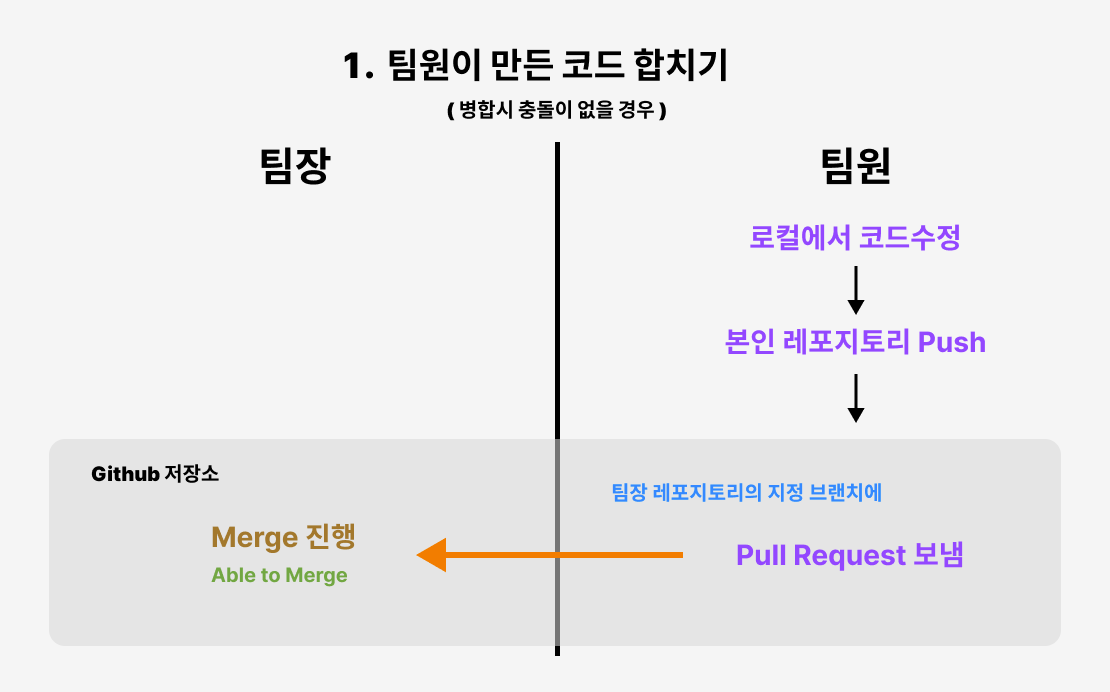 1. 팀원이 만든 코드 합치기
( 병합시 충돌이 없을 경우 )
팀장
팀원
로컬에서 코드수정
본인 레포지토리 Push
Github 저장소
팀장 레포지토리의 지정 브랜치에
Merge 진행
Able to Merge
Pull Request 보냄